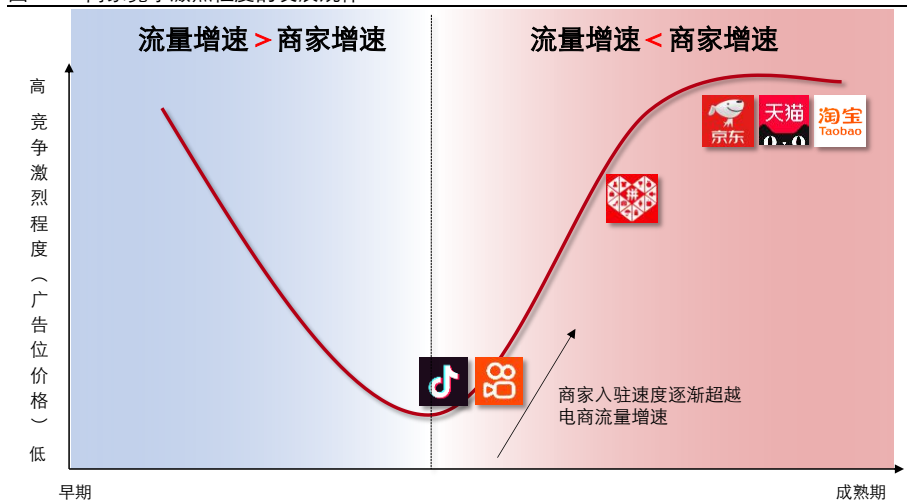 流量增速>商家增速
流量增速<商家增速
高
竞争激烈程度（广告位价格）
低
京东
天猫
淘宝
Taobao
拼
商家入驻速度逐渐超越
电商流量增速
早期
成熟期